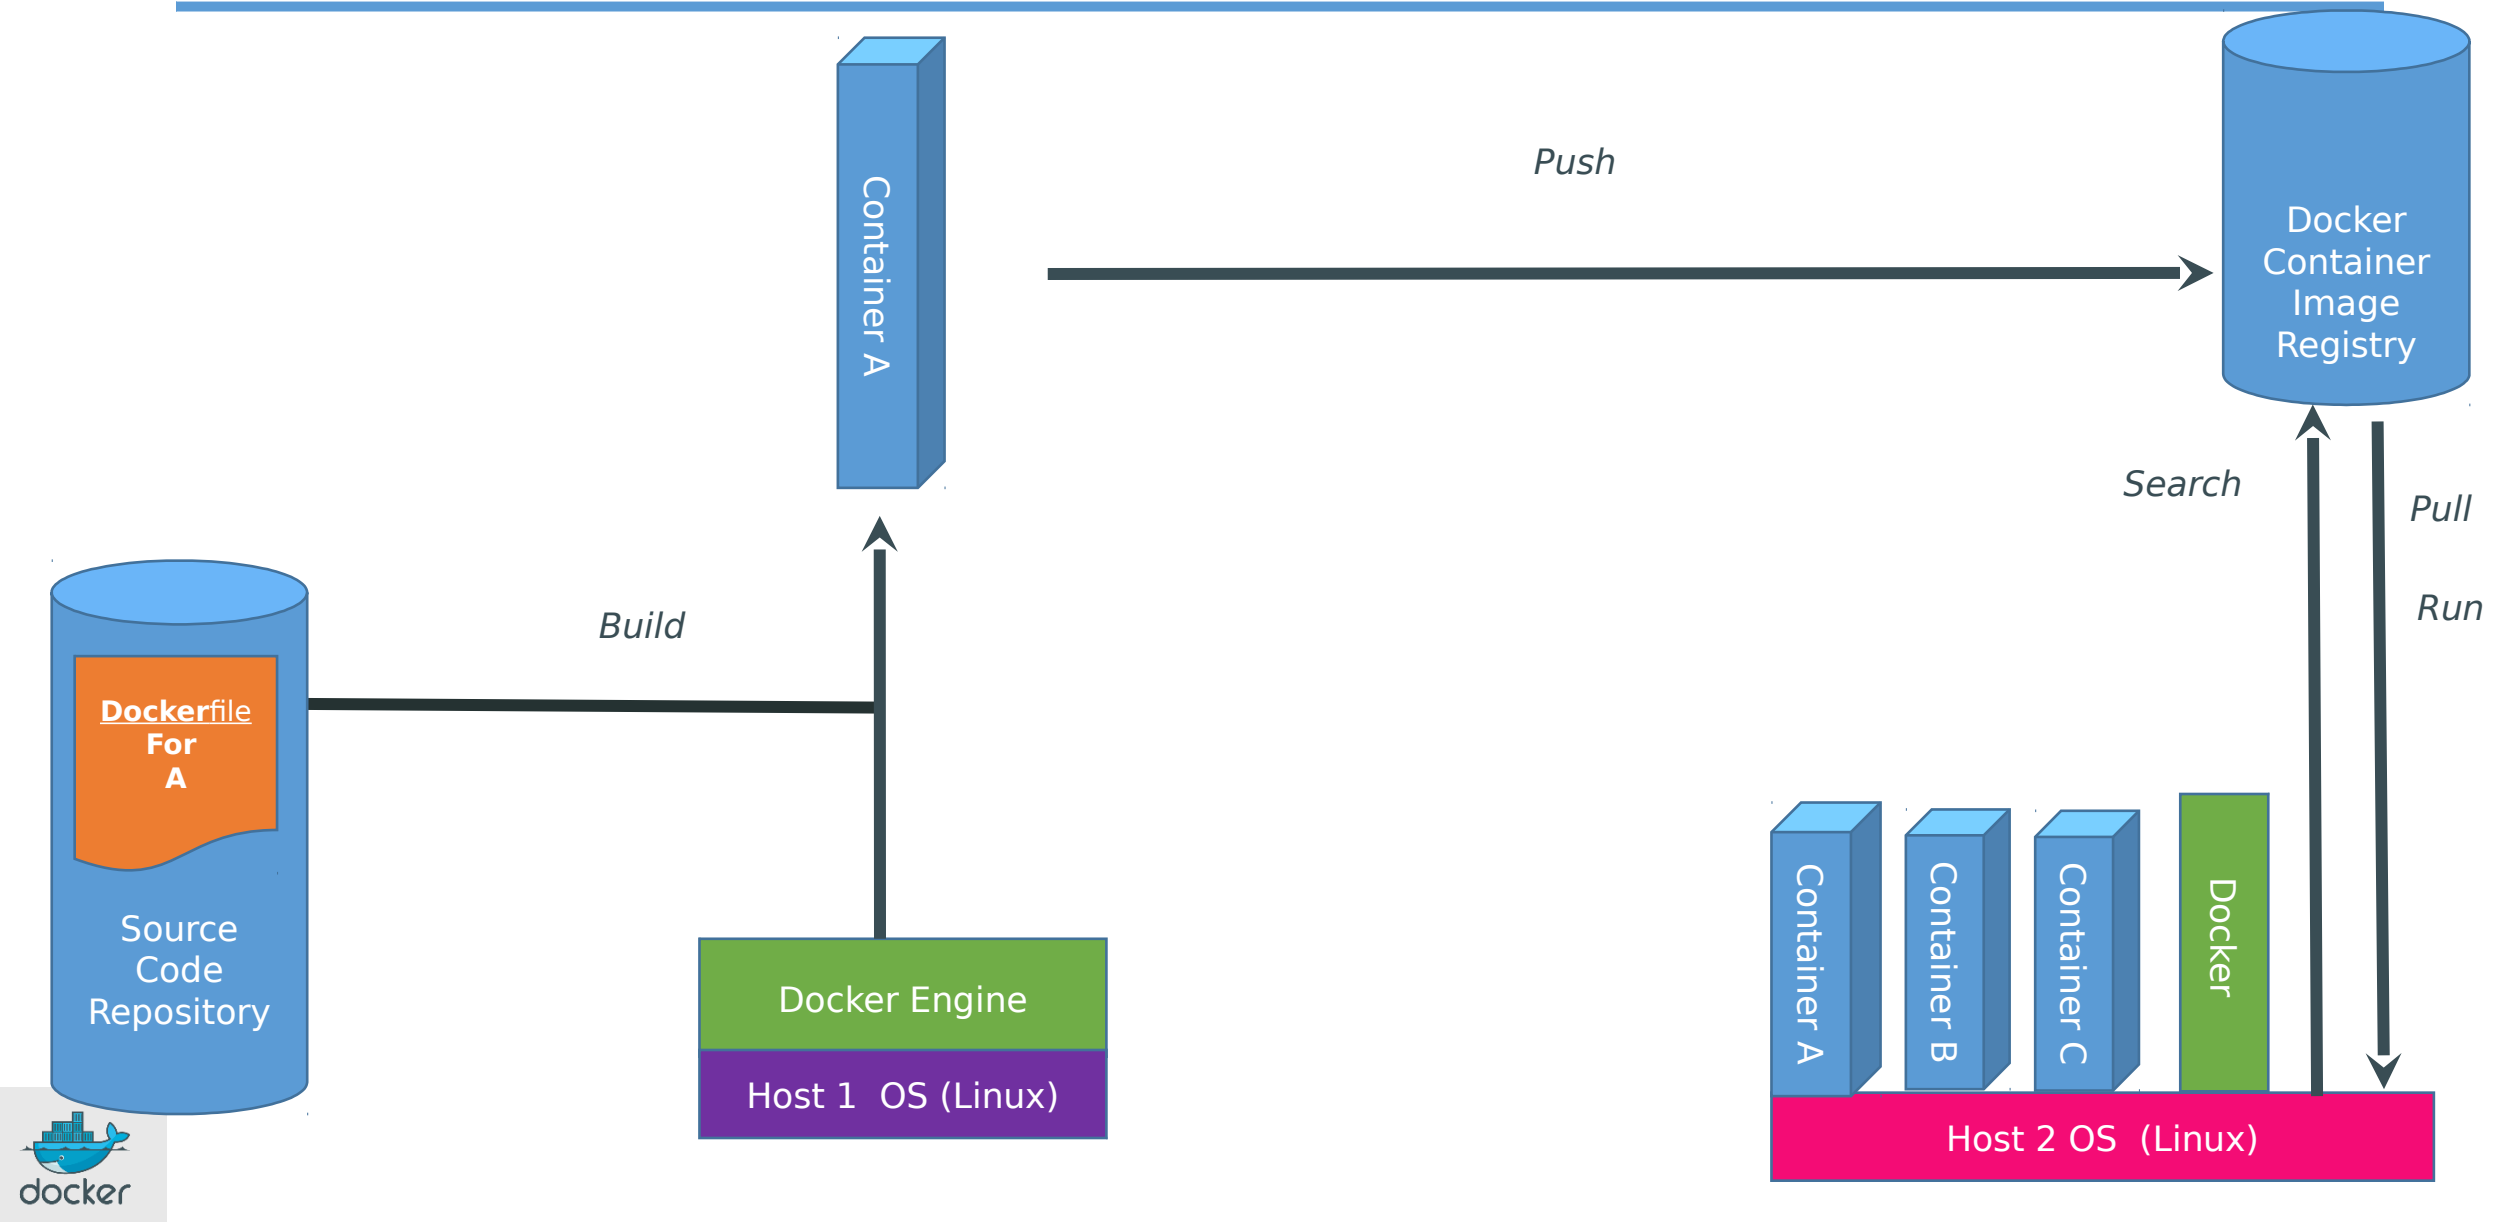 Container A
Push
Docker
Container
Image
Registry
Search
Pull
Run
Build
Dockerfile
For
A
Source
Code
Repository
Docker Engine
Host 1  OS (Linux)
Container A
Container B
Container C
Docker
Host 2 OS  (Linux)
docker